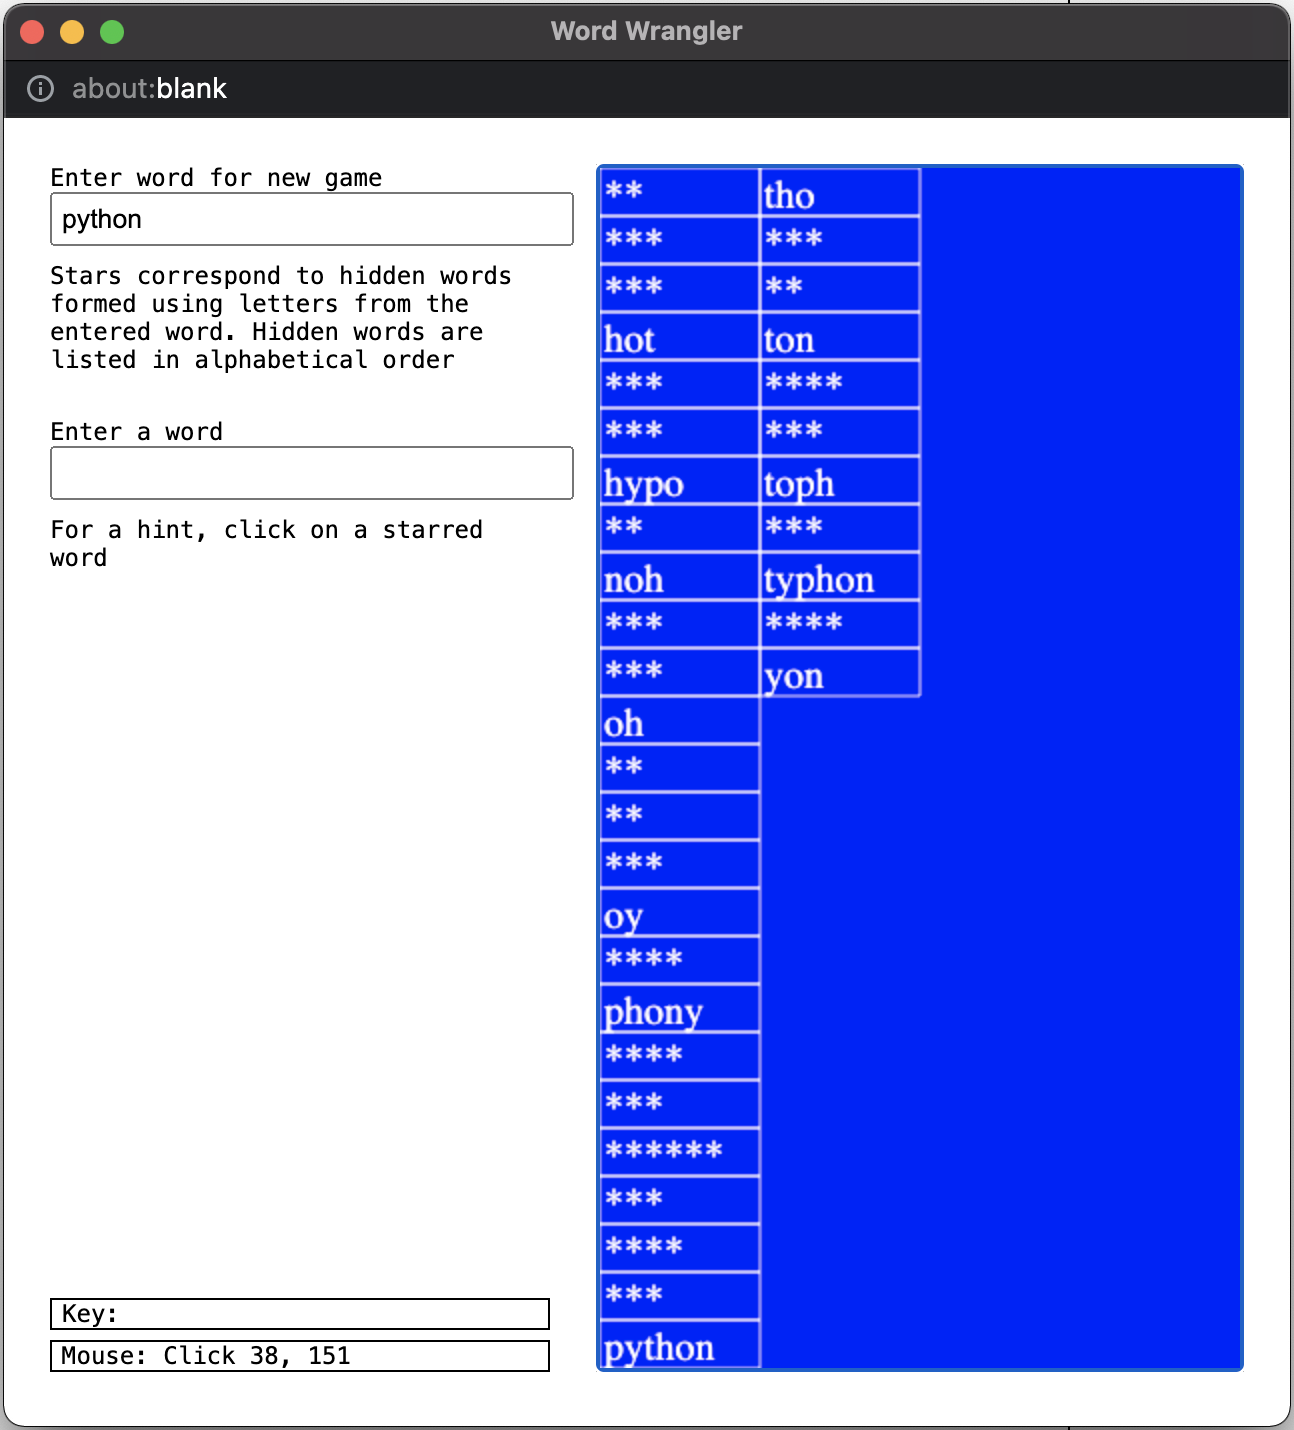 Word Wrangler
about:blank
Enter word for new game
python
Stars correspond to hidden words
formed using letters from the
entered word. Hidden words are
listed in alphabetical order
Enter a word
For a hint, click on a starred
word
Key:
Mouse: Click 38, 151
**
***
***
hot
***
***
hypo
**
noh
***
***
oh
**
**
***
oy
****
phony
****
***
******
***
****
***
python
tho
***
**
ton
****
***
toph
***
typhon
****
yon